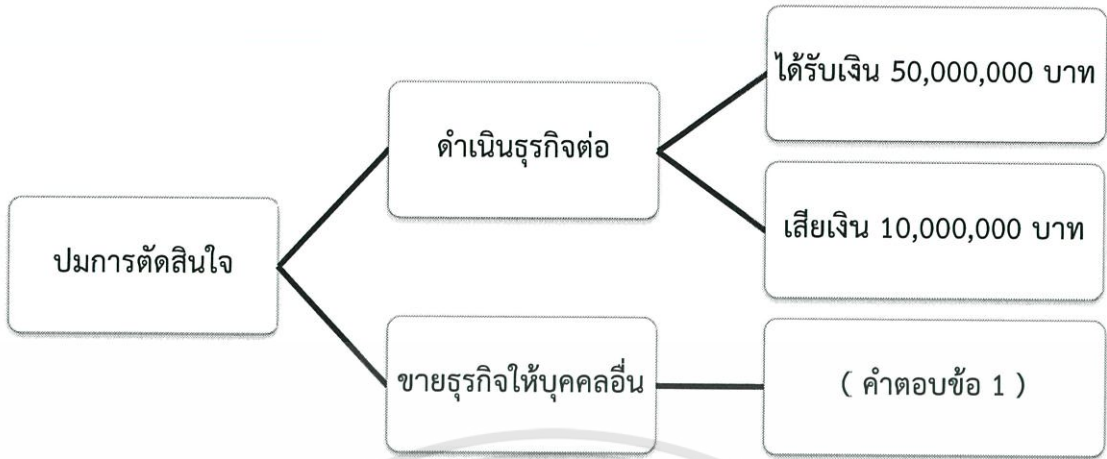 ได้รับเงิน 50,000,000 บาท
ดำเนินธุรกิจต่อ
เสียเงิน 10,000,000 บาท
ปมการตัดสินใจ
ขายธุรกิจให้บุคคลอื่น
( คำตอบข้อ 1 )